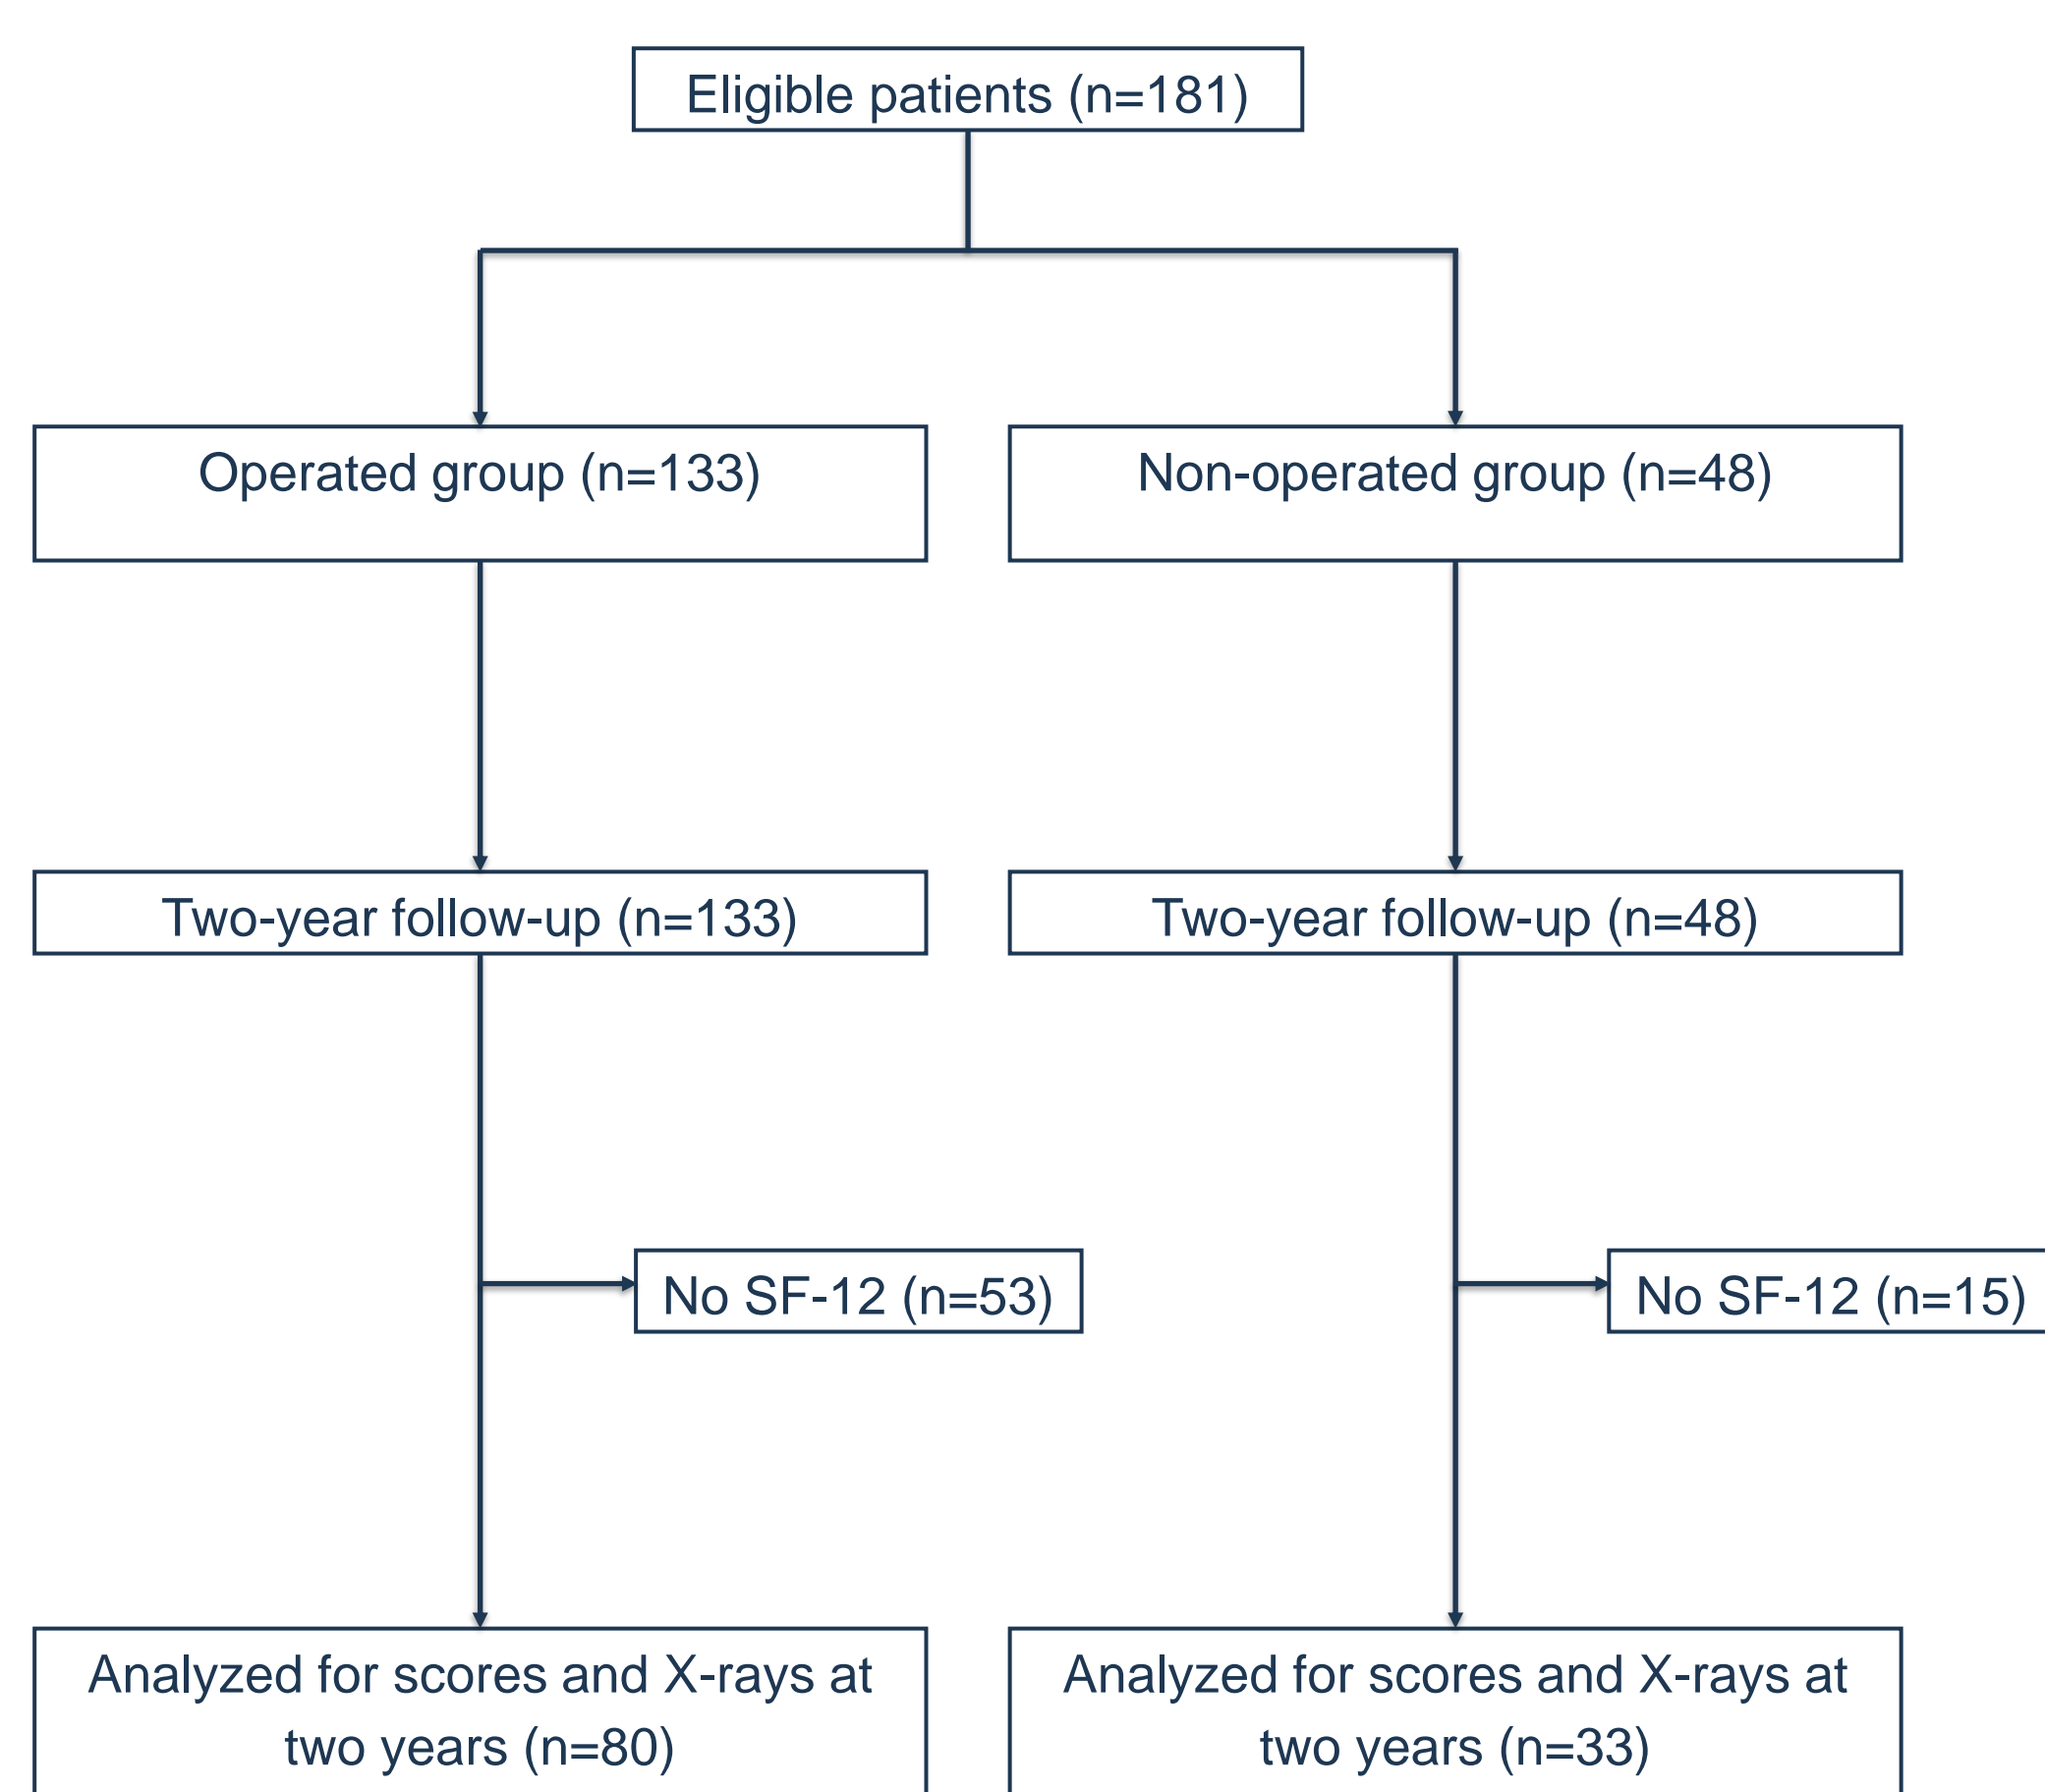 Eligible patients (n=181)
Operated group (n=133)
Non-operated group (n=48)
Two-year follow-up (n=133)
Two-year follow-up (n=48)
No SF-12 (n=53)
No SF-12 (n=15)
Analyzed for scores and X-rays at
two years (n=80)
Analyzed for scores and X-rays at
two years (n=33)